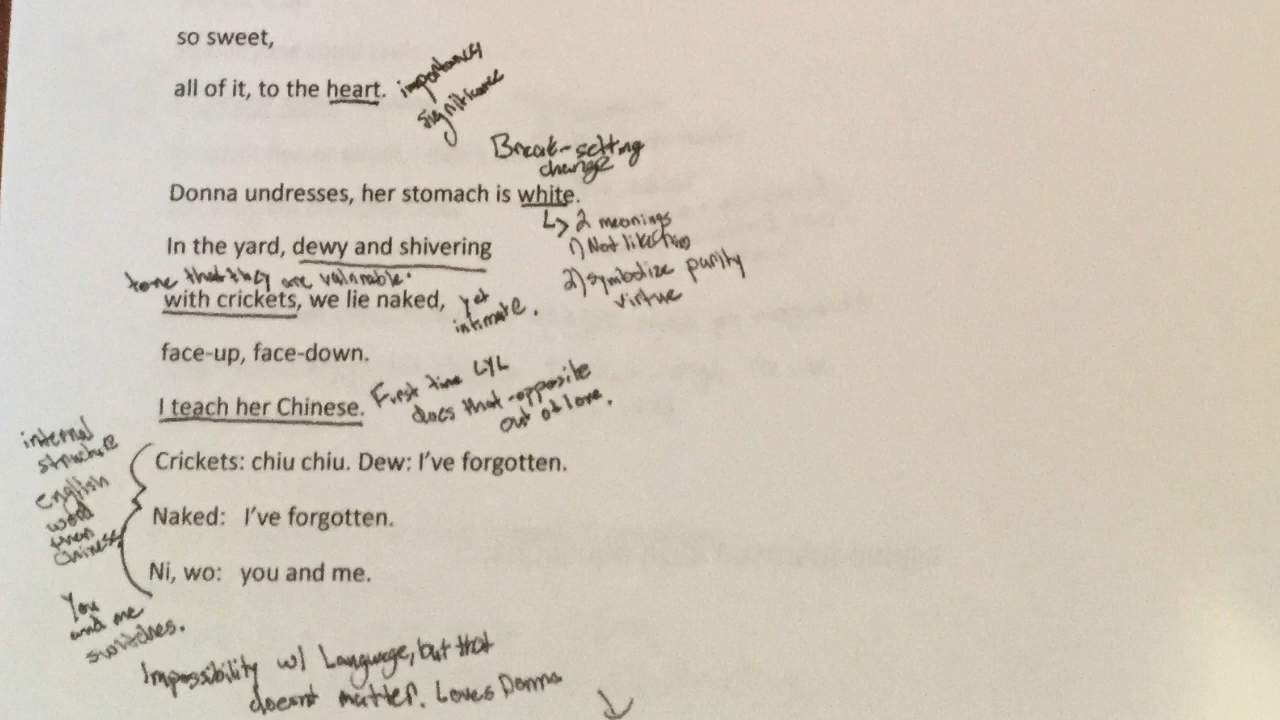 so sweet,
all of it, to the heart.
importancy
significance
Break-setting
change
Donna undresses, her stomach is white.
↳ 2 meanings
1) Not like him
2) symbolize purity
virtue
In the yard, dewy and shivering
tone that they are vulnrable.
with crickets, we lie naked,
yet
intimate.
face-up, face-down.
I teach her Chinese.
First time LYL
does that-opposite
out of love.
internal
structure
english
word
then
Chinese
Crickets: chiu chiu. Dew: I've forgotten.
Naked: I've forgotten.
Ni, wo: you and me.
You
and me
switches.
Impossibility w/ Language, but that
doesnt matter. Loves Donna
↓